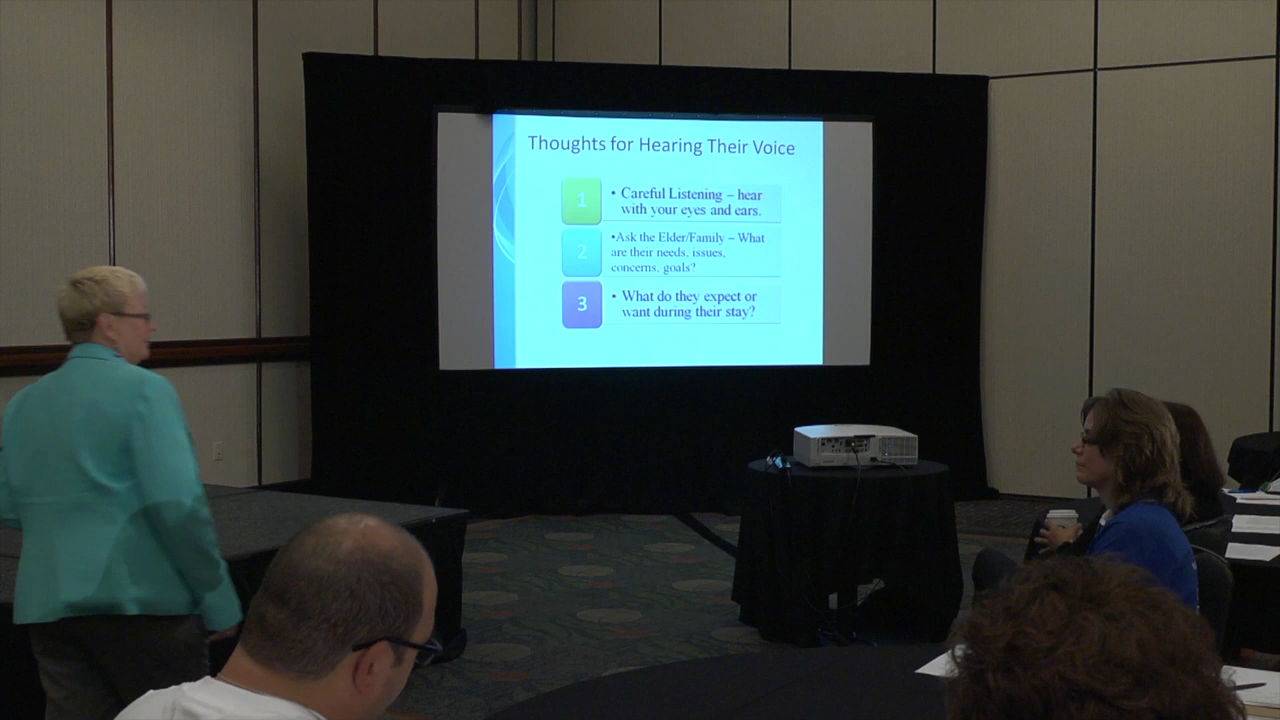 Thoughts for Hearing Their Voice
1
• Careful Listening – hear
with your eyes and ears.
2
•Ask the Elder/Family – What
are their needs, issues,
concerns, goals?
3
• What do they expect or
want during their stay?